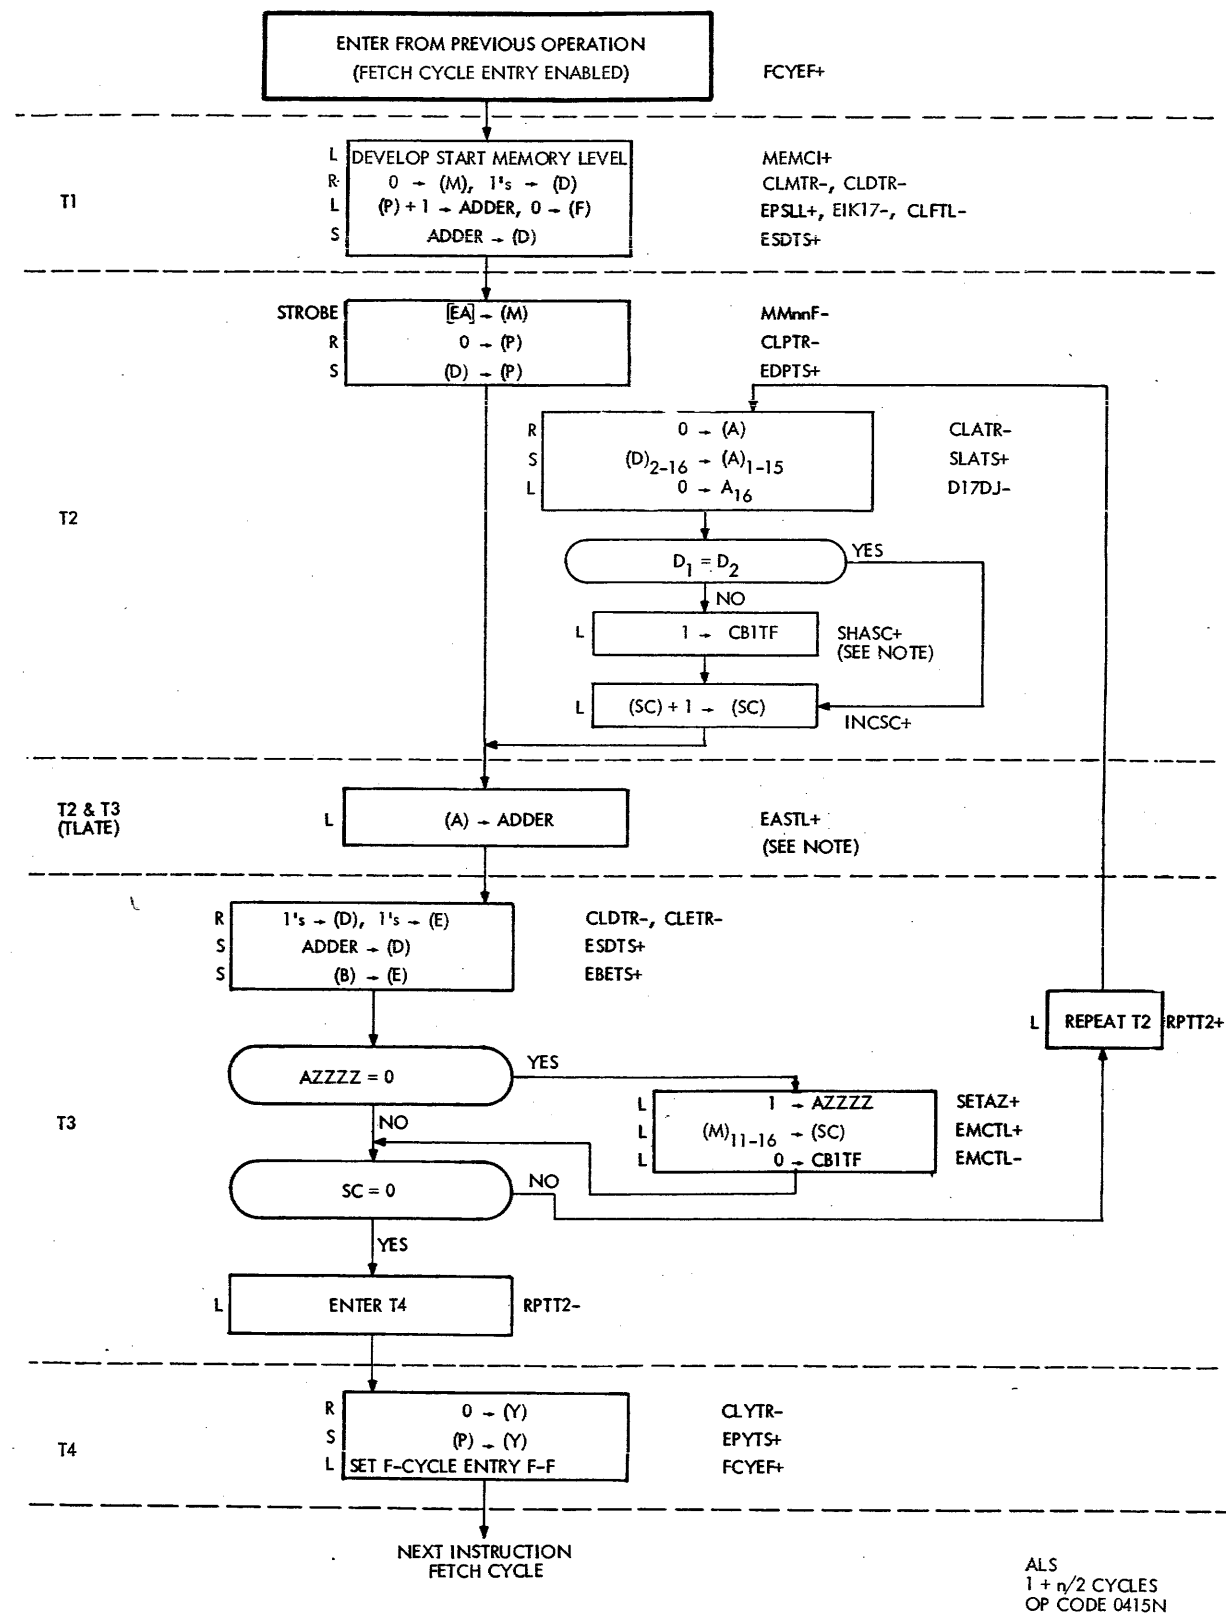 ENTER FROM PREVIOUS OPERATION
(FETCH CYCLE ENTRY ENABLED)
FCYEF+
T1
L DEVELOP START MEMORY LEVEL MEMCI+
R 0 → (M), 1's → (D) CLMTR-, CLDTR-
L (P) + 1 → ADDER, 0 → (F) EPSLL+, EIK17-, CLFTL-
S ADDER → (D) ESDTS+
STROBE [EA] → (M) MMnnF-
R 0 → (P) CLPTR-
S (D) → (P) EDPTS+
T2
R 0 → (A) CLATR-
S (D)2-16 → (A)1-15 SLATS+
L 0 → A16 D17DJ-
D1 = D2
YES
NO
L 1 → CB1TF SHASC+
(SEE NOTE)
L (SC) + 1 → (SC)
INCSC+
T2 & T3
(TLATE)
L (A) → ADDER EASTL+
(SEE NOTE)
R 1's → (D), 1's → (E) CLDTR-, CLETR-
S ADDER → (D) ESDTS+
S (B) → (E) EBETS+
L REPEAT T2 RPTT2+
T3
AZZZZ = 0
YES
NO
L 1 → AZZZZ SETAZ+
L (M)11-16 → (SC) EMCTL+
L 0 → CB1TF EMCTL-
SC = 0
NO
YES
L ENTER T4 RPTT2-
T4
R 0 → (Y) CLYTR-
S (P) → (Y) EPYTS+
L SET F-CYCLE ENTRY F-F FCYEF+
NEXT INSTRUCTION
FETCH CYCLE
ALS
1 + n/2 CYCLES
OP CODE 0415N